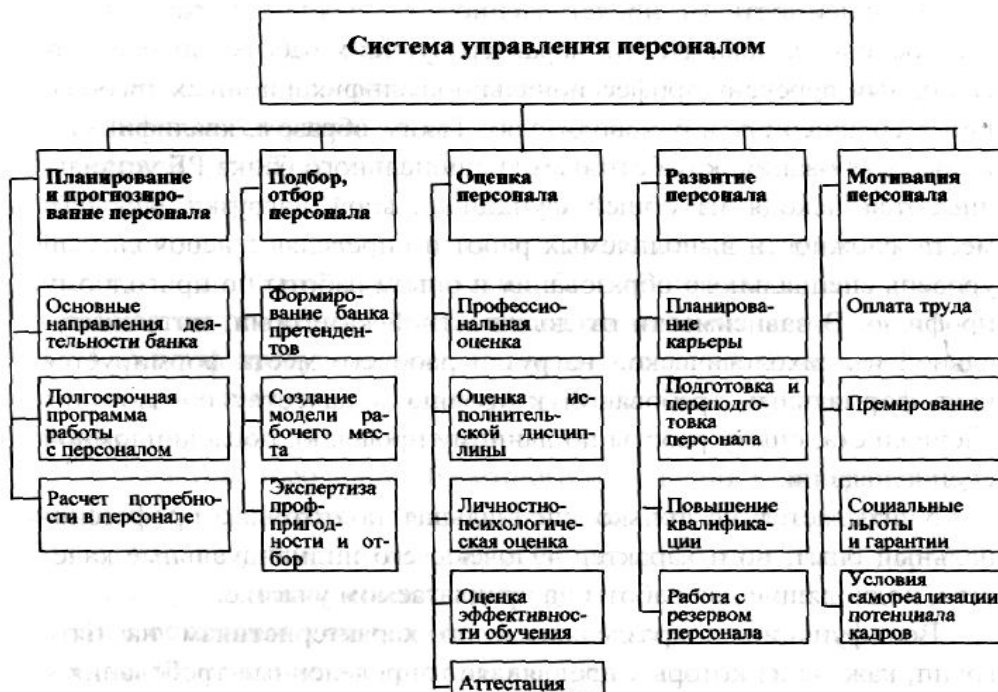 Система управления персоналом
Планирование
и прогнозиро-
вание персонала
Основные
направления дея-
тельности банка
Долгосрочная
программа
работы
с персоналом
Расчет потребно-
сти в персонале
Подбор,
отбор
персонала
Формиро-
вание банка
претенден-
тов
Создание
модели ра-
бочего мес-
та
Экспертиза
проф-
пригод-
ности и от-
бор
Оценка
персонала
Профессио-
нальная
оценка
Оценка ис-
полнитель-
ской дисцип-
лины
Личностно-
психологиче-
ская оценка
Оценка
эффективно-
сти обучения
Аттестация
Развитие
персонала
Планирова-
ние
карьеры
Подготовка и
переподго-
товка
персонала
Повышение
квалифика-
ции
Работа с
резервом
персонала
Мотивация
персонала
Оплата труда
Премирование
Социальные
льготы
и гарантии
Условия
самореализации
потенциала
кадров